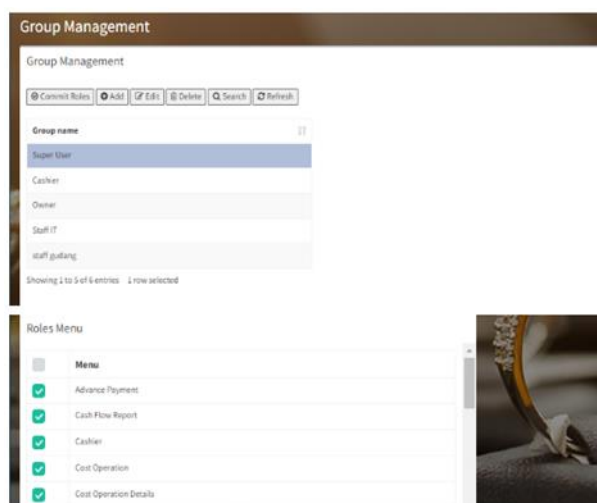 Group Management
Group Management
Commit Roles Add Edit Delete Search Refresh
Group name
Super User
Cashier
Owner
Staff IT
staff gudang
Showing 1 to 5 of 6 entries 1 row selected
Roles Menu
Menu
Advance Payment
Cash Flow Report
Cashier
Cost Operation
Cost Operation Details